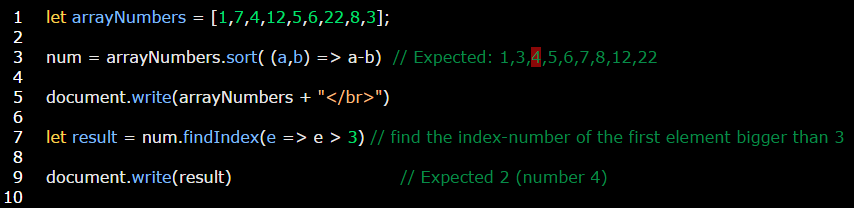 1 let arrayNumbers = [1,7,4,12,5,6,22,8,3];
2
3 num = arrayNumbers.sort( (a,b) => a-b) // Expected: 1,3,4,5,6,7,8,12,22
4
5 document.write(arrayNumbers + "</br>")
6
7 let result = num.findIndex(e => e > 3) // find the index-number of the first element bigger than 3
8
9 document.write(result) // Expected 2 (number 4)
10